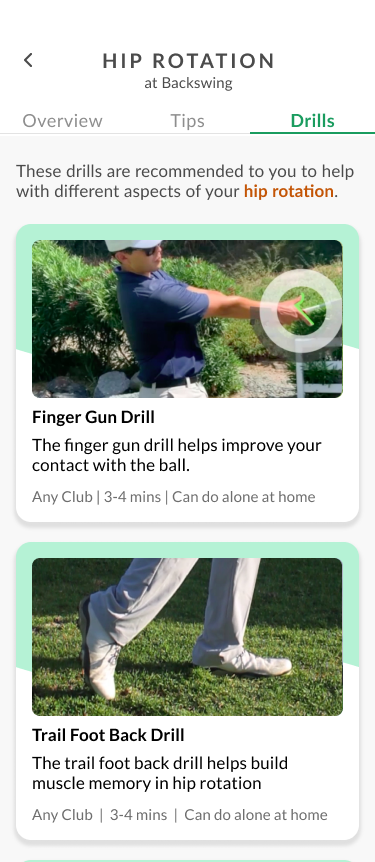 HIP ROTATION
at Backswing
Overview Tips Drills
These drills are recommended to you to help
with different aspects of your hip rotation.
Finger Gun Drill
The finger gun drill helps improve your
contact with the ball.
Any Club | 3-4 mins | Can do alone at home
Trail Foot Back Drill
The trail foot back drill helps build
muscle memory in hip rotation
Any Club | 3-4 mins | Can do alone at home